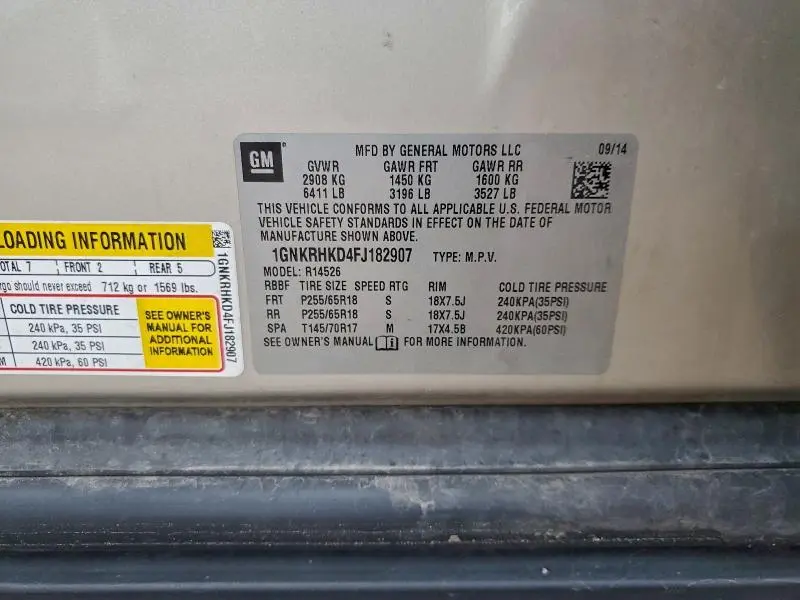 GM
MFD BY GENERAL MOTORS LLC 09/14
GVWR GAWR FRT GAWR RR
2908 KG 1450 KG 1600 KG
6411 LB 3196 LB 3527 LB
THIS VEHICLE CONFORMS TO ALL APPLICABLE U.S. FEDERAL MOTOR
VEHICLE SAFETY STANDARDS IN EFFECT ON THE DATE OF
MANUFACTURE SHOWN ABOVE.
1GNKRHKD4FJ182907 TYPE: M.P.V.
MODEL: R14526
RBBF TIRE SIZE SPEED RTG RIM COLD TIRE PRESSURE
FRT P255/65R18 S 18X7.5J 240KPA(35PSI)
RR P255/65R18 S 18X7.5J 240KPA(35PSI)
SPA T145/70R17 M 17X4.5B 420KPA(60PSI)
SEE OWNER'S MANUAL FOR MORE INFORMATION.
LOADING INFORMATION
OTAL 7 FRONT 2 REAR 5
rgo should never exceed 712 kg or 1569 lbs.
COLD TIRE PRESSURE
240 kPa, 35 PSI
240 kPa, 35 PSI
M 420 kPa, 60 PSI
SEE OWNER'S
MANUAL FOR
ADDITIONAL
INFORMATION
1GNKRHKD4FJ182907